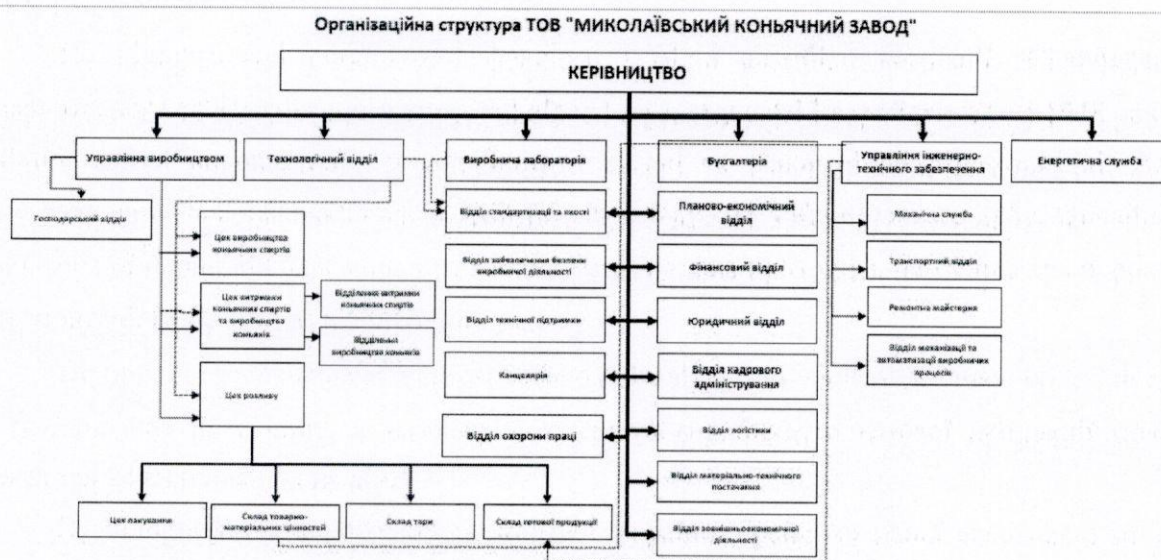 Організаційна структура ТОВ "МИКОЛАЇВСЬКИЙ КОНЬЯЧНИЙ ЗАВОД"
КЕРІВНИЦТВО
Управління виробництвом
Технологічний відділ
Виробнича лабораторія
Бухгалтерія
Управління інженерно-
технічного забезпечення
Енергетична служба
Господарський відділ
Відділ стандартизації та якості
Планово-економічний
відділ
Механічна служба
Цех виробництва
коньячних спиртів
Відділ забезпечення безпеки
виробничої діяльності
Фінансовий відділ
Транспортний відділ
Цех витримки
коньячних спиртів
та виробництва
коньяків
Відділення витримки
коньячних спиртів
Відділення
виробництва коньяків
Відділ технічної підтримки
Юридичний відділ
Ремонтна майстерня
Відділ механізації та
автоматизації виробничих
процесів
Цех розливу
Канцелярія
Відділ кадрового
адміністрування
Відділ охорони праці
Відділ логістики
Відділ матеріально-технічного
постачання
Цех пакування
Склад товарно-
матеріальних цінностей
Склад тари
Склад готової продукції
Відділ зовнішньоекономічної
діяльності